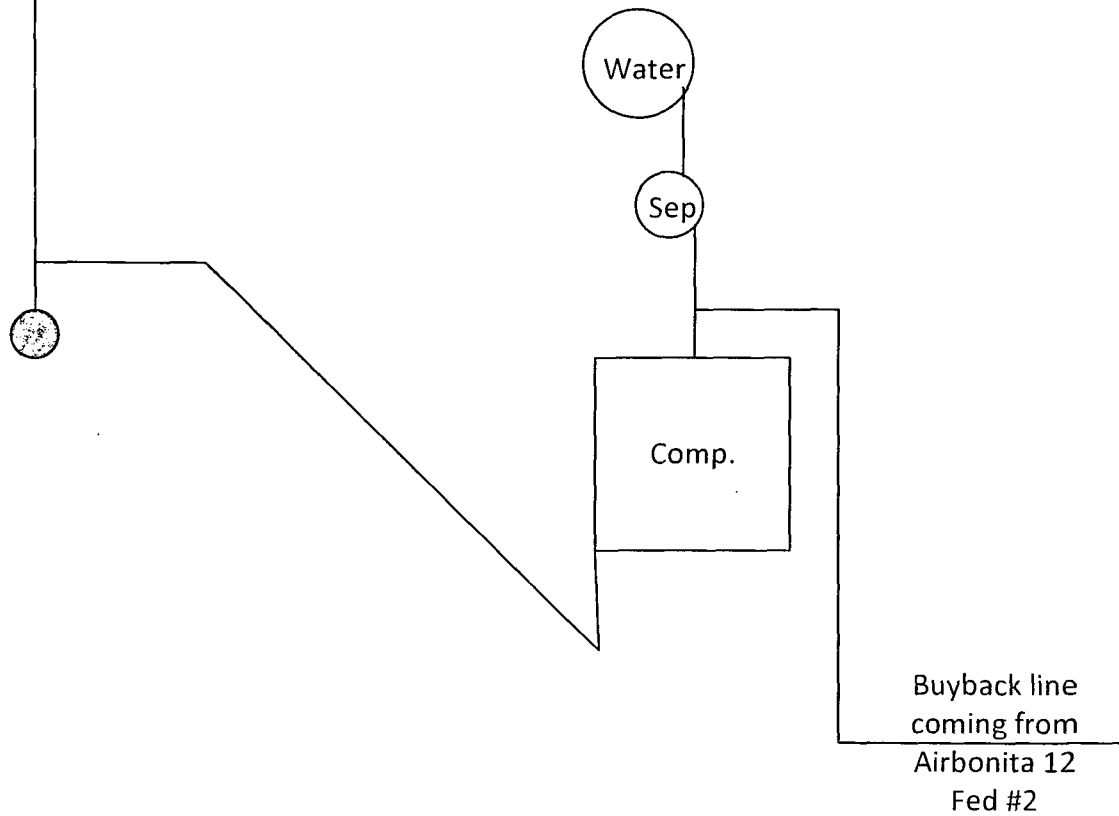 Water
Sep
Comp.
Buyback line
coming from
Airbonita 12
Fed #2